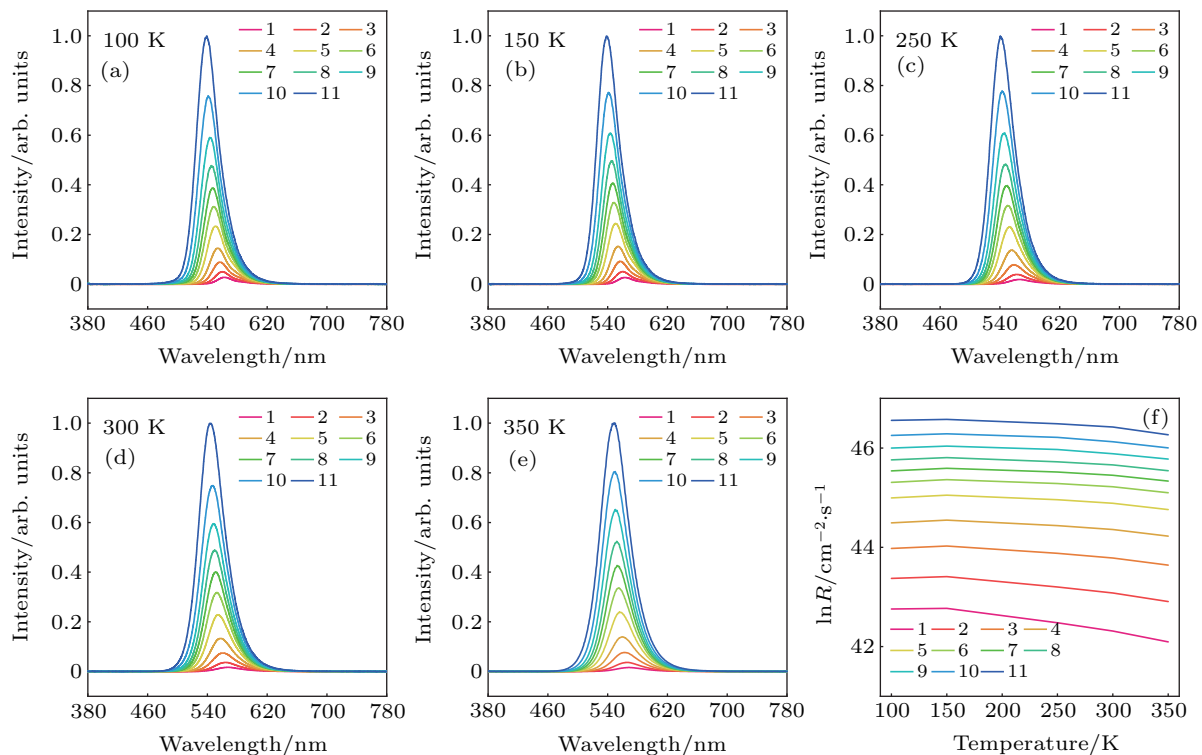 100 K
(a)
1 2 3
4 5 6
7 8 9
10 11
Intensity/arb. units
1.0
0.8
0.6
0.4
0.2
0
380 460 540 620 700 780
Wavelength/nm
150 K
(b)
1 2 3
4 5 6
7 8 9
10 11
Intensity/arb. units
1.0
0.8
0.6
0.4
0.2
0
380 460 540 620 700 780
Wavelength/nm
250 K
(c)
1 2 3
4 5 6
7 8 9
10 11
Intensity/arb. units
1.0
0.8
0.6
0.4
0.2
0
380 460 540 620 700 780
Wavelength/nm
300 K
(d)
1 2 3
4 5 6
7 8 9
10 11
Intensity/arb. units
1.0
0.8
0.6
0.4
0.2
0
380 460 540 620 700 780
Wavelength/nm
350 K
(e)
1 2 3
4 5 6
7 8 9
10 11
Intensity/arb. units
1.0
0.8
0.6
0.4
0.2
0
380 460 540 620 700 780
Wavelength/nm
(f)
lnR/cm⁻²·s⁻¹
46
44
42
1 2 3 4
5 6 7 8
9 10 11
100 150 200 250 300 350
Temperature/K